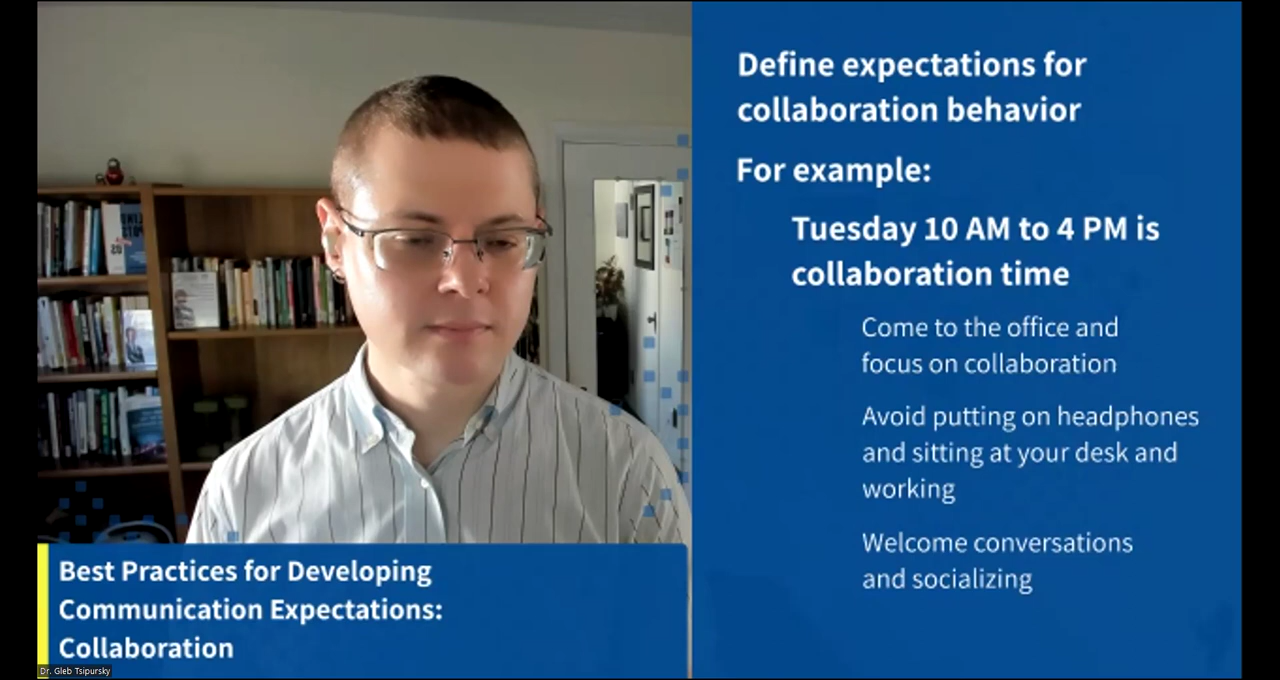 Define expectations for
collaboration behavior
For example:
Tuesday 10 AM to 4 PM is
collaboration time
Come to the office and
focus on collaboration
Avoid putting on headphones
and sitting at your desk and
working
Welcome conversations
and socializing
Best Practices for Developing
Communication Expectations:
Collaboration
Dr. Gleb Tsipursky